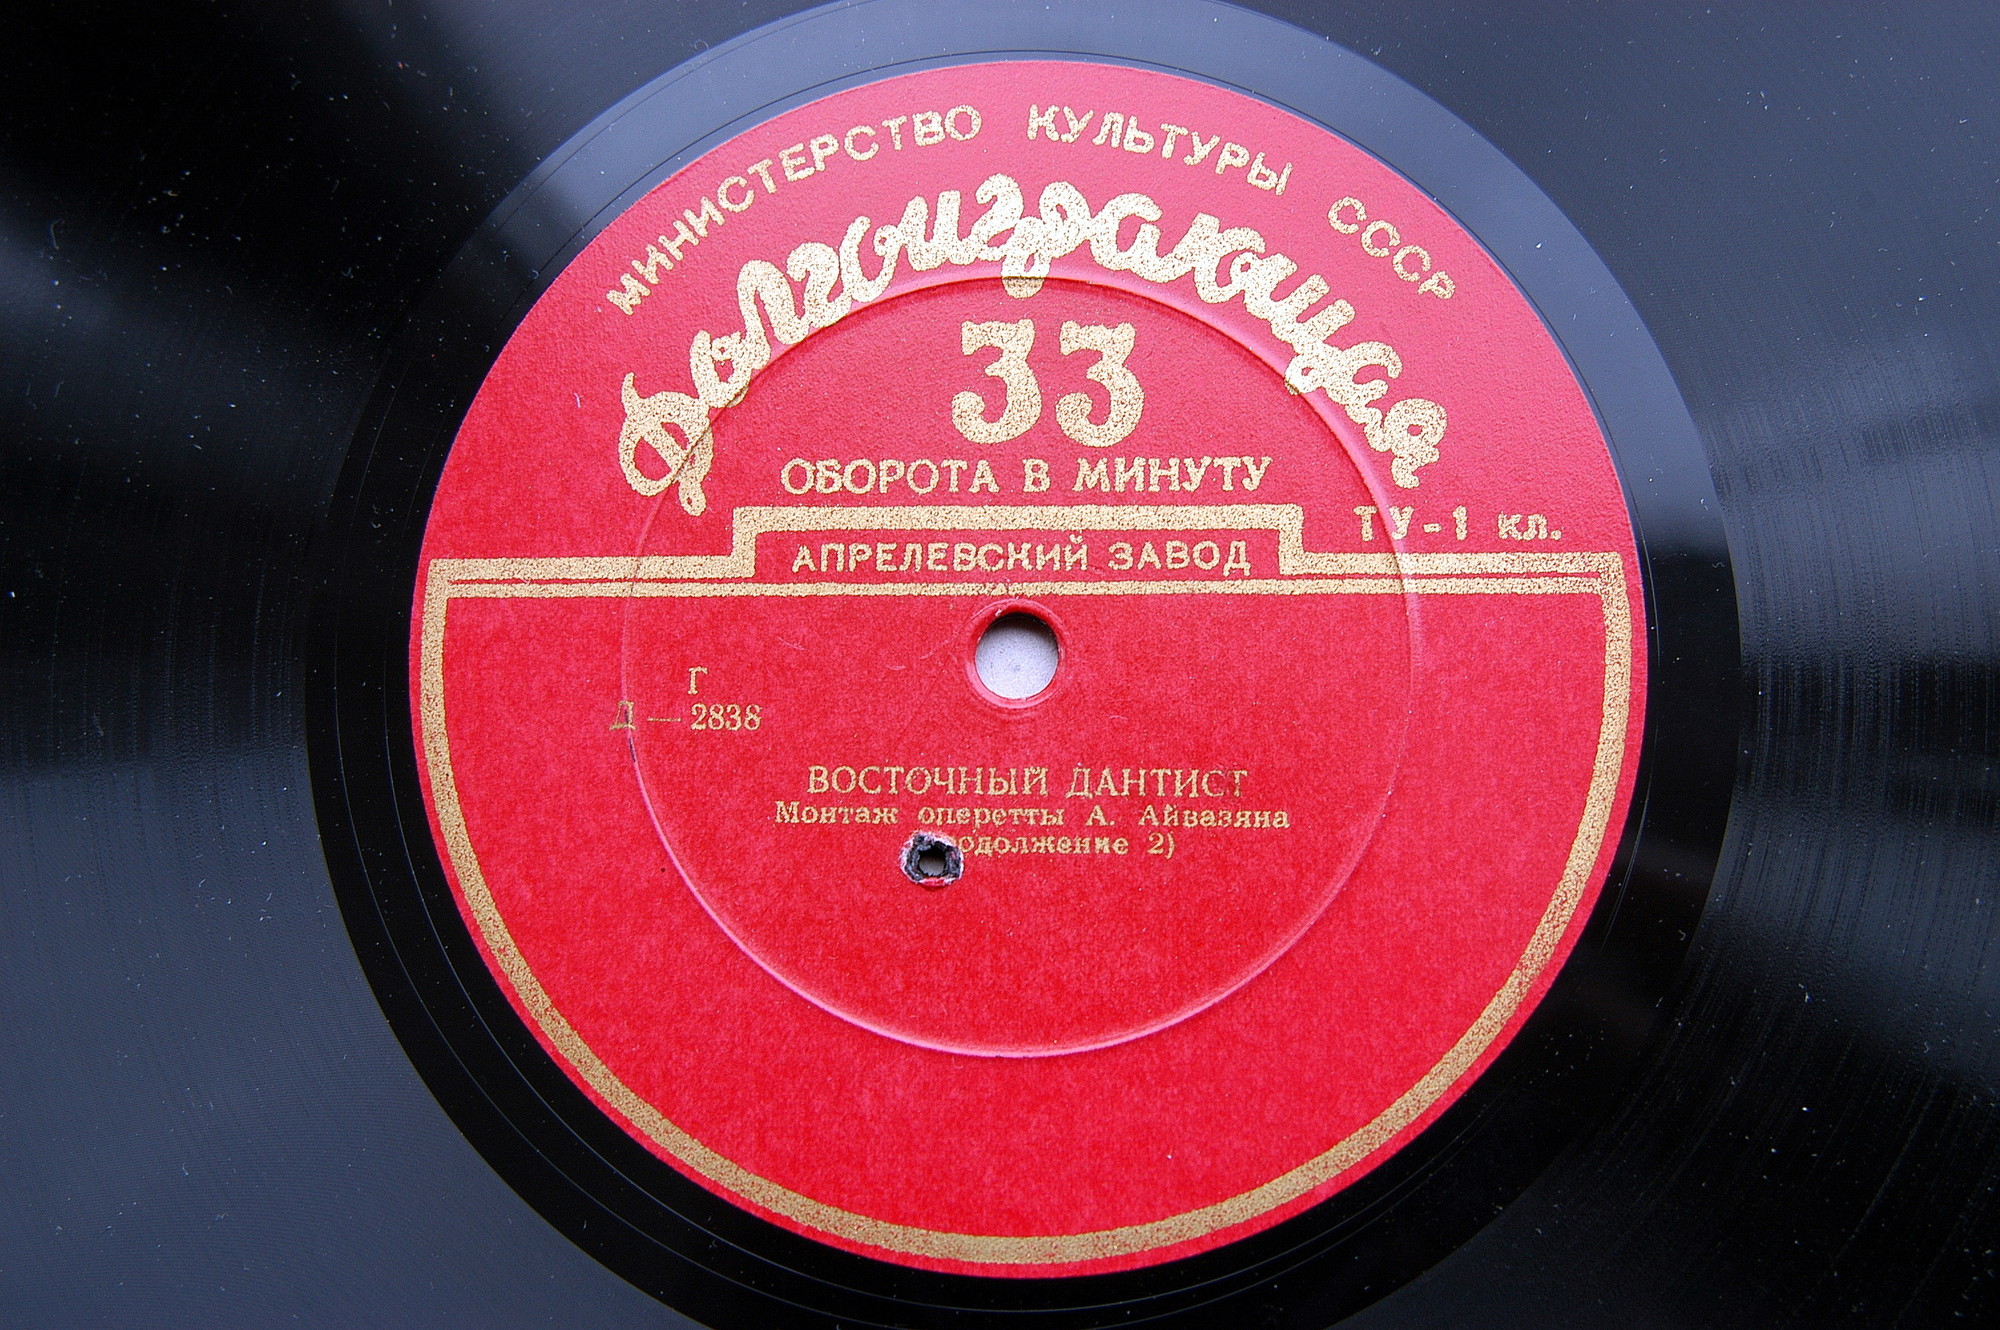 МИНИСТЕРСТВО КУЛЬТУРЫ СССР
Долгоиграющая
33
ОБОРОТА В МИНУТУ
ТУ-1 кл.
АПРЕЛЕВСКИЙ ЗАВОД
Г
Д — 2838
ВОСТОЧНЫЙ ДАНТИСТ
Монтаж оперетты А. Айвазяна
2)